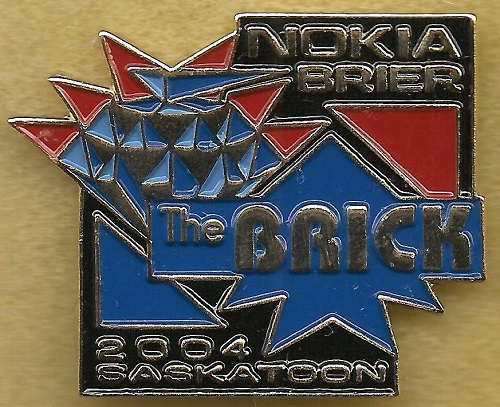 NOKIA
BRIER
The BRICK
2004
SASKATOON